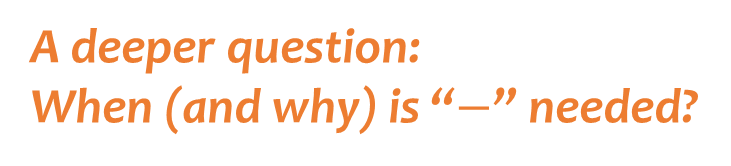 A deeper question:
When (and why) is “—” needed?